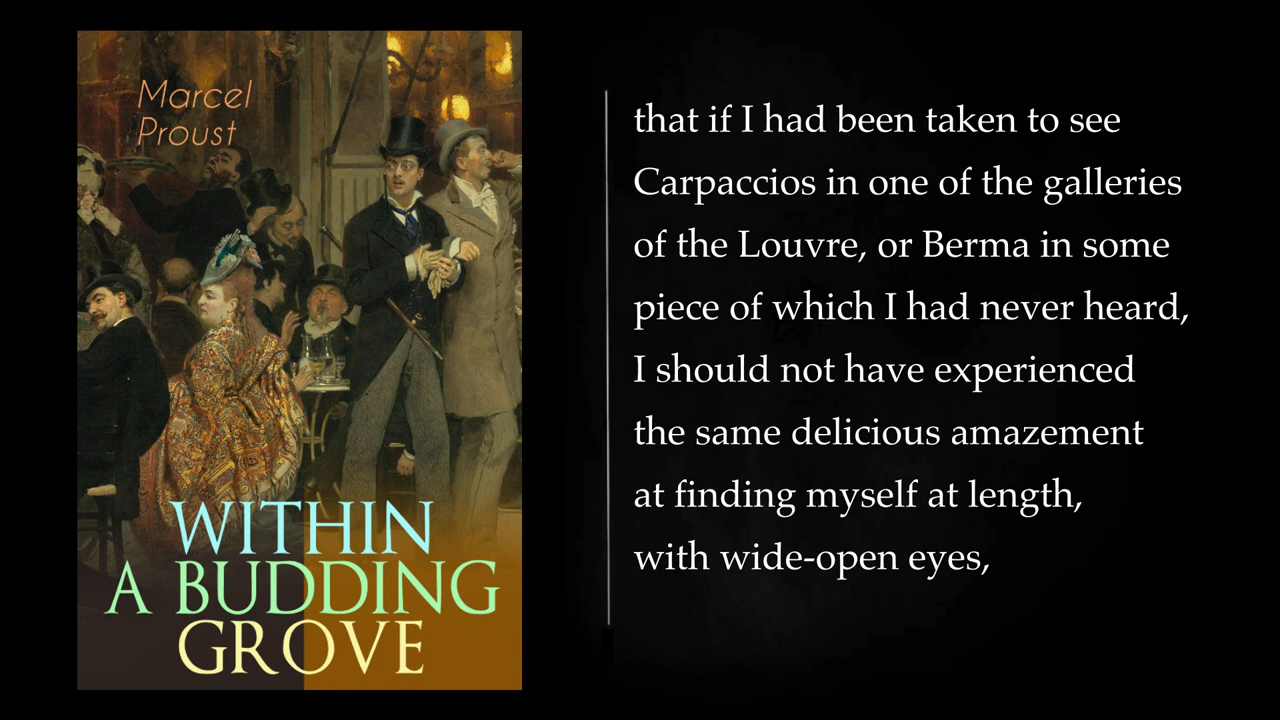 Marcel
Proust
WITHIN
A BUDDING
GROVE
that if I had been taken to see
Carpaccios in one of the galleries
of the Louvre, or Berma in some
piece of which I had never heard,
I should not have experienced
the same delicious amazement
at finding myself at length,
with wide-open eyes,